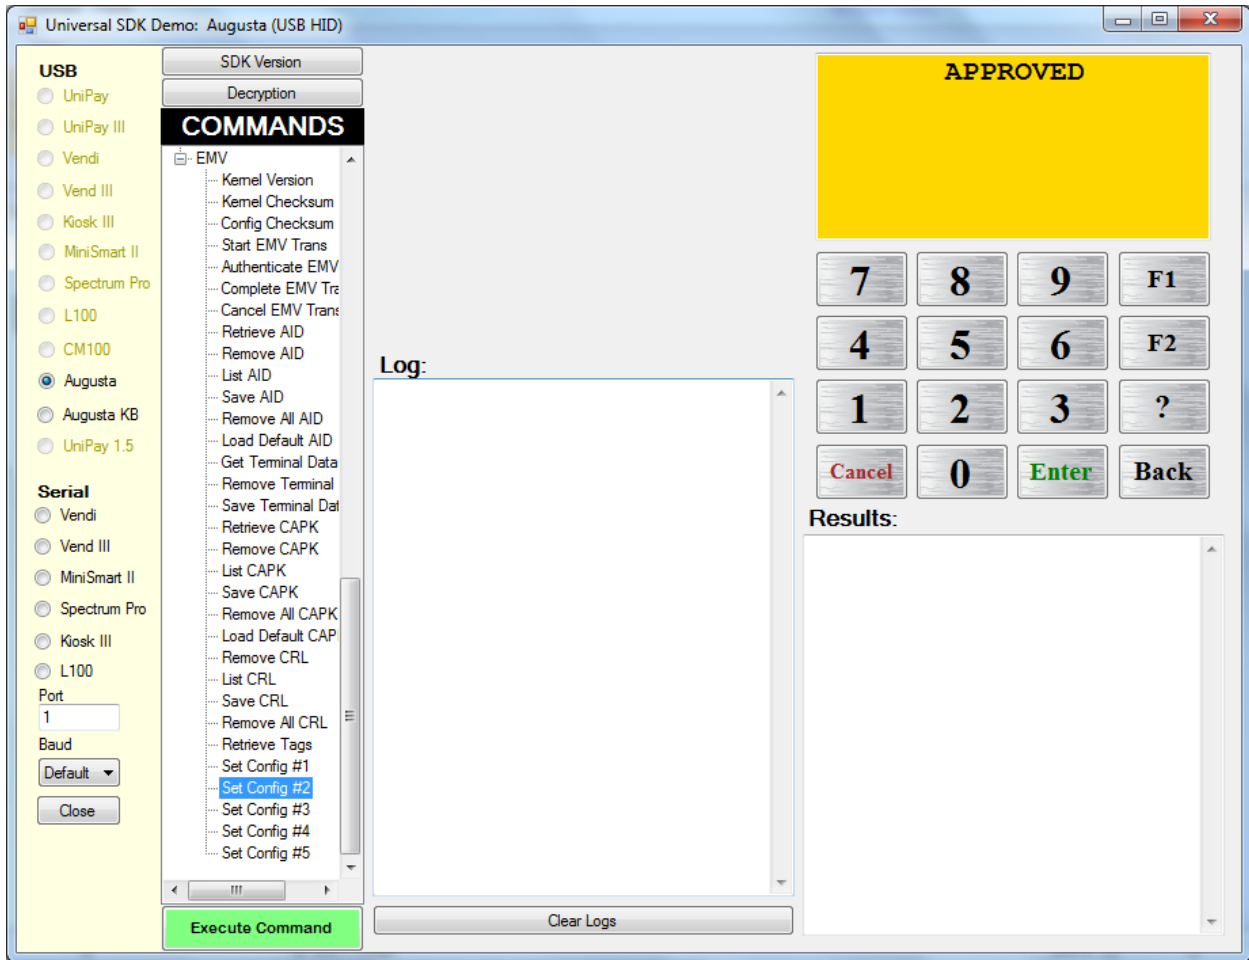 Universal SDK Demo: Augusta (USB HID)
USB
UniPay
UniPay III
Vendi
Vend III
Kiosk III
MiniSmart II
Spectrum Pro
L100
CM100
Augusta
Augusta KB
UniPay 1.5
Serial
Vendi
Vend III
MiniSmart II
Spectrum Pro
Kiosk III
L100
Port
1
Baud
Default
Close
SDK Version
Decryption
COMMANDS
EMV
Kernel Version
Kernel Checksum
Config Checksum
Start EMV Trans
Authenticate EMV
Complete EMV Tra
Cancel EMV Trans
Retrieve AID
Remove AID
List AID
Save AID
Remove All AID
Load Default AID
Get Terminal Data
Remove Terminal
Save Terminal Dat
Retrieve CAPK
Remove CAPK
List CAPK
Save CAPK
Remove All CAPK
Load Default CAP
Remove CRL
List CRL
Save CRL
Remove All CRL
Retrieve Tags
Set Config #1
Set Config #2
Set Config #3
Set Config #4
Set Config #5
Execute Command
Log:
Clear Logs
APPROVED
7 8 9 F1
4 5 6 F2
1 2 3 ?
Cancel 0 Enter Back
Results: